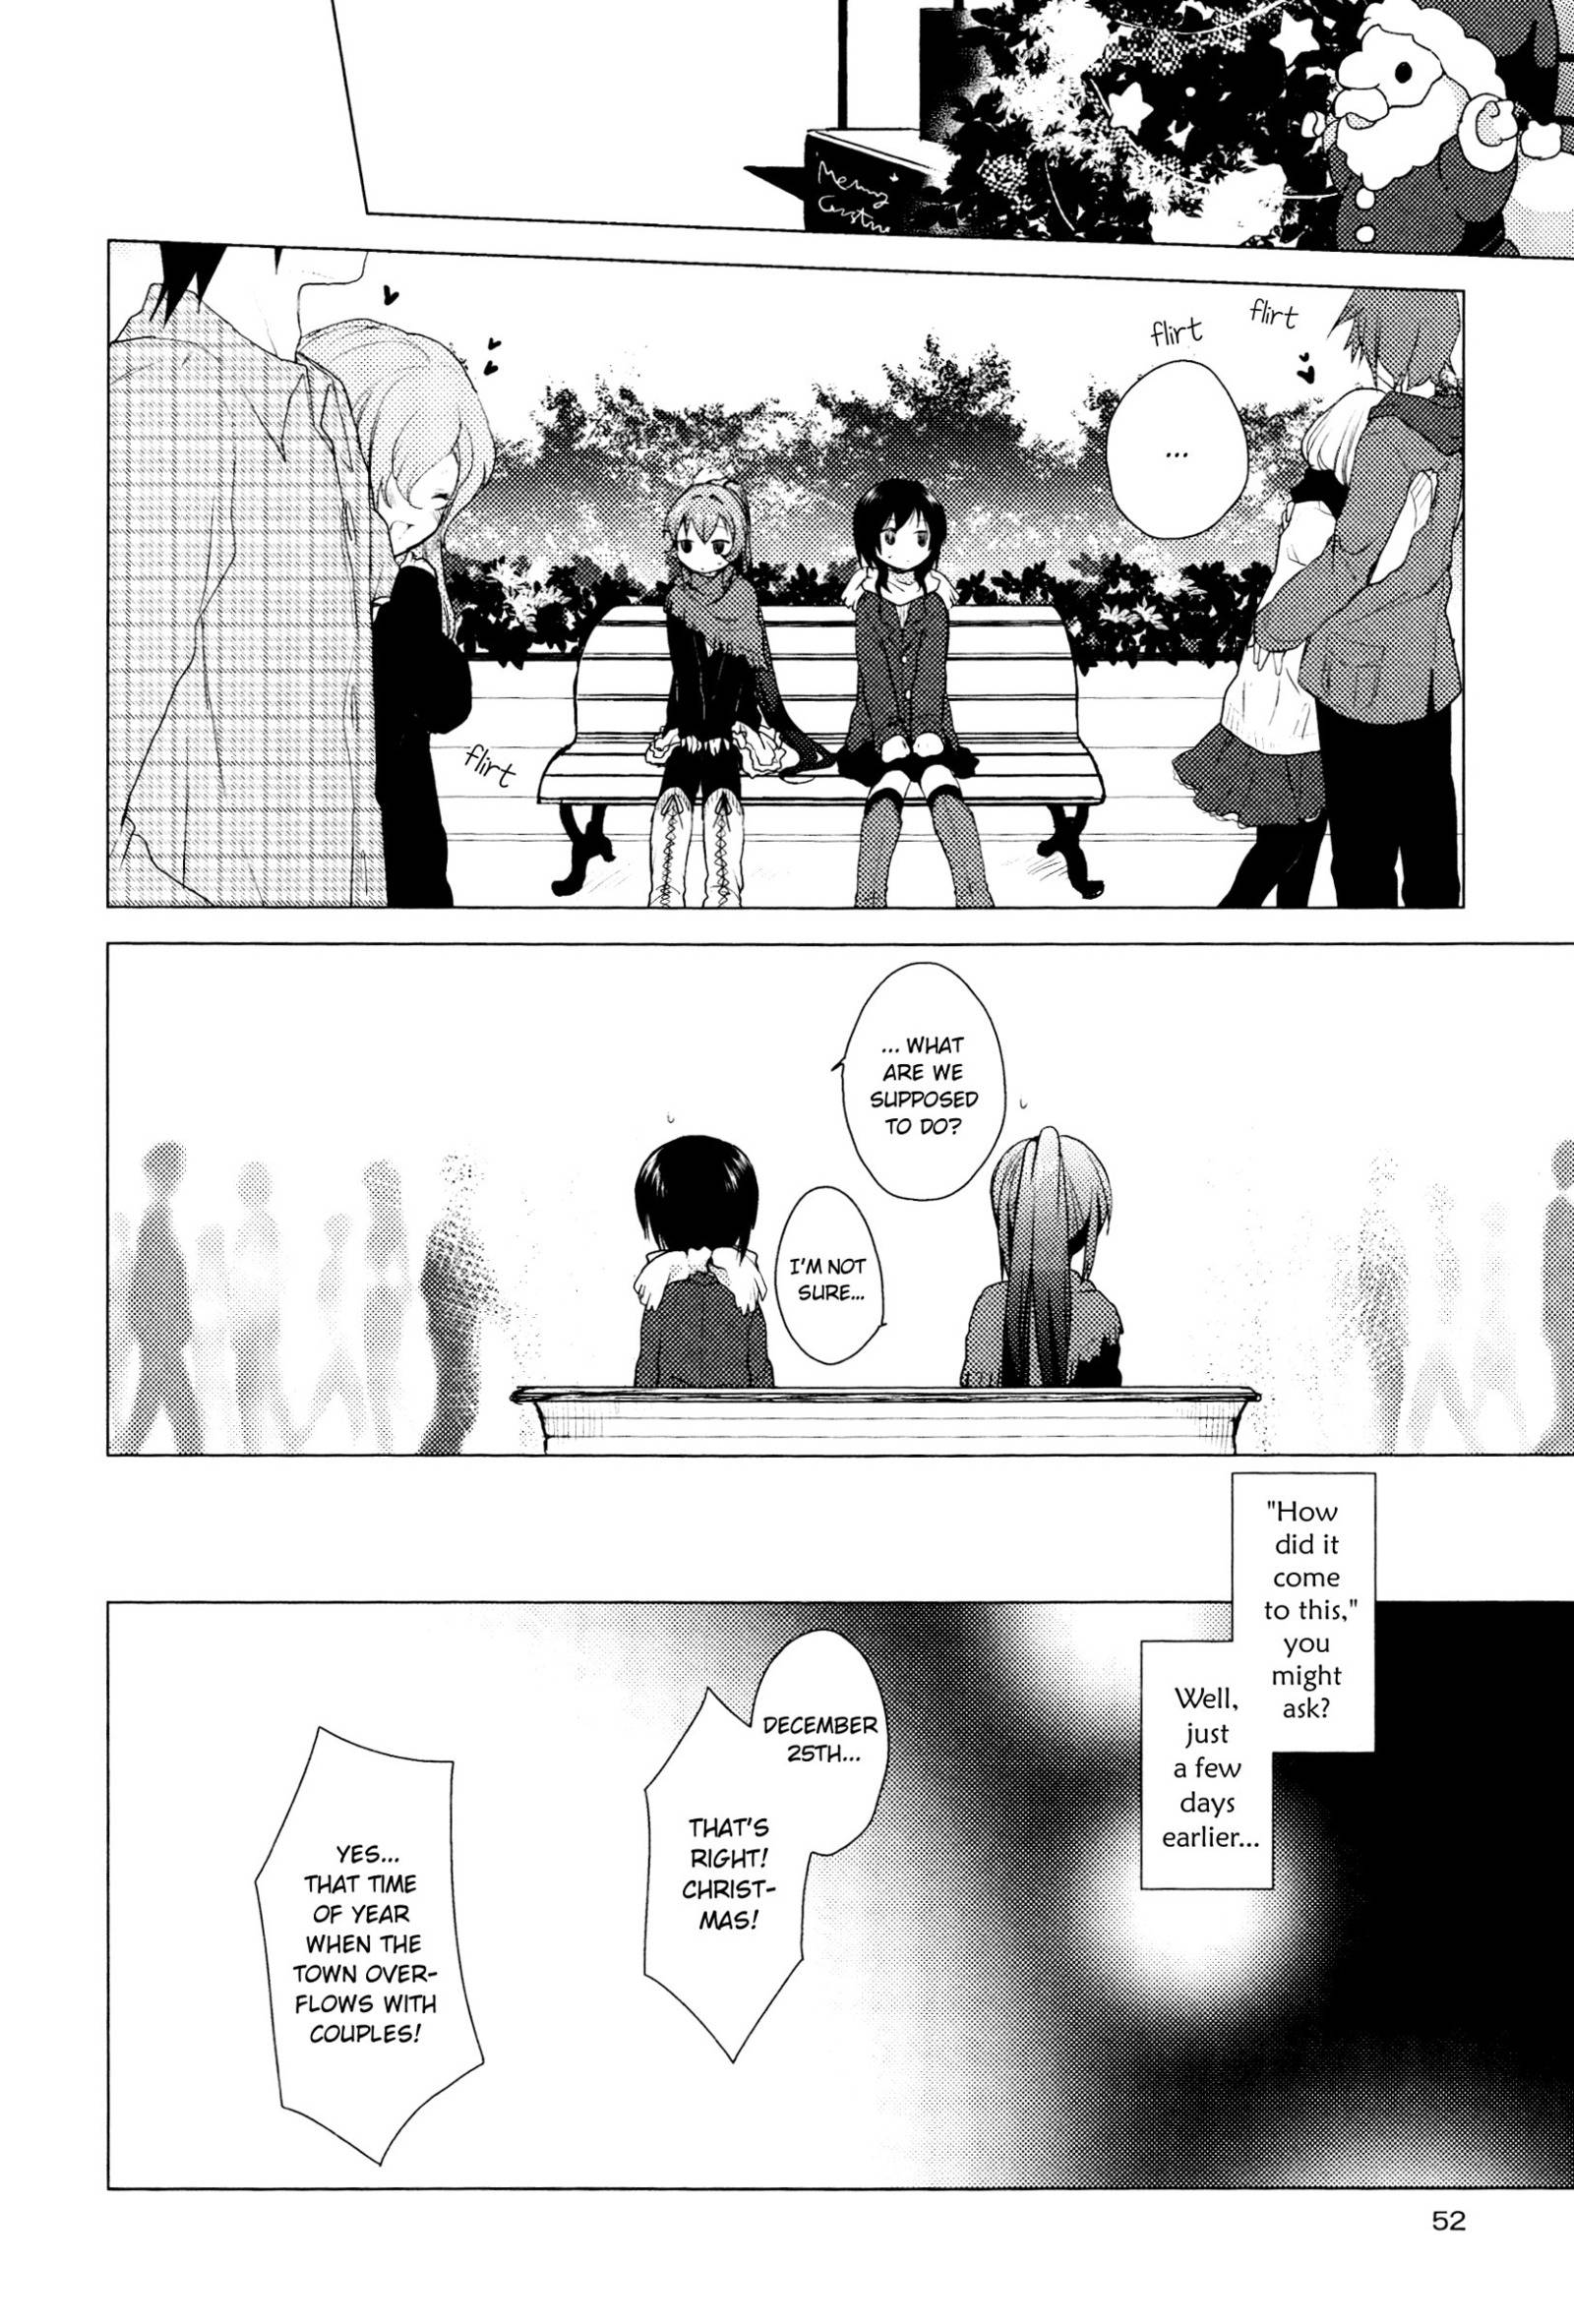 Merry
flirt
flirt
...
flirt
... WHAT
ARE WE
SUPPOSED
TO DO?
I'M NOT
SURE...
"How
did it
come
to this,"
you
might
ask?
Well,
just
a few
days
earlier...
DECEMBER
25TH...
THAT'S
RIGHT!
CHRIST-
MAS!
YES...
THAT TIME
OF YEAR
WHEN THE
TOWN OVER-
FLOWS WITH
COUPLES!
52